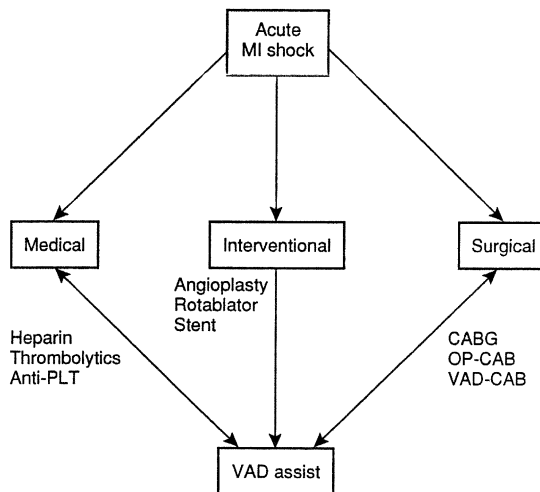 Acute
MI shock
Medical
Interventional
Surgical
Angioplasty
Rotablator
Stent
Heparin
Thrombolytics
Anti-PLT
CABG
OP-CAB
VAD-CAB
VAD assist